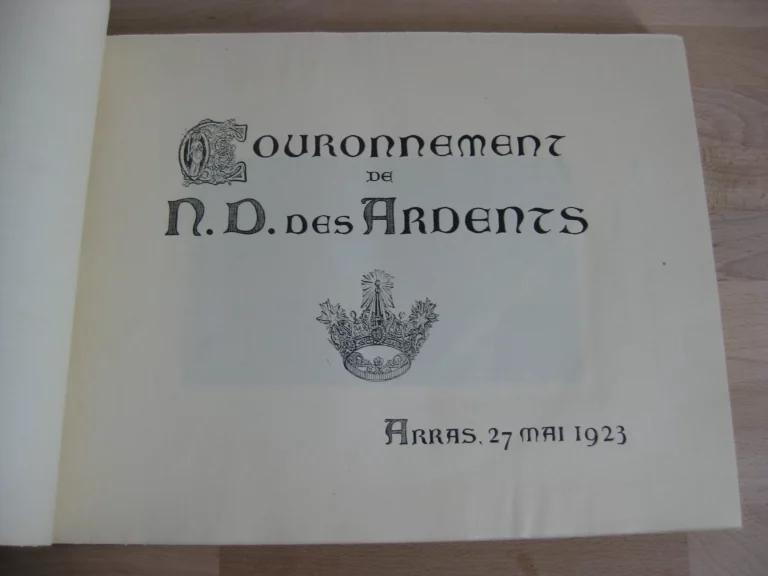 Couronnement
de
N. D. des Ardents
Arras, 27 mai 1923